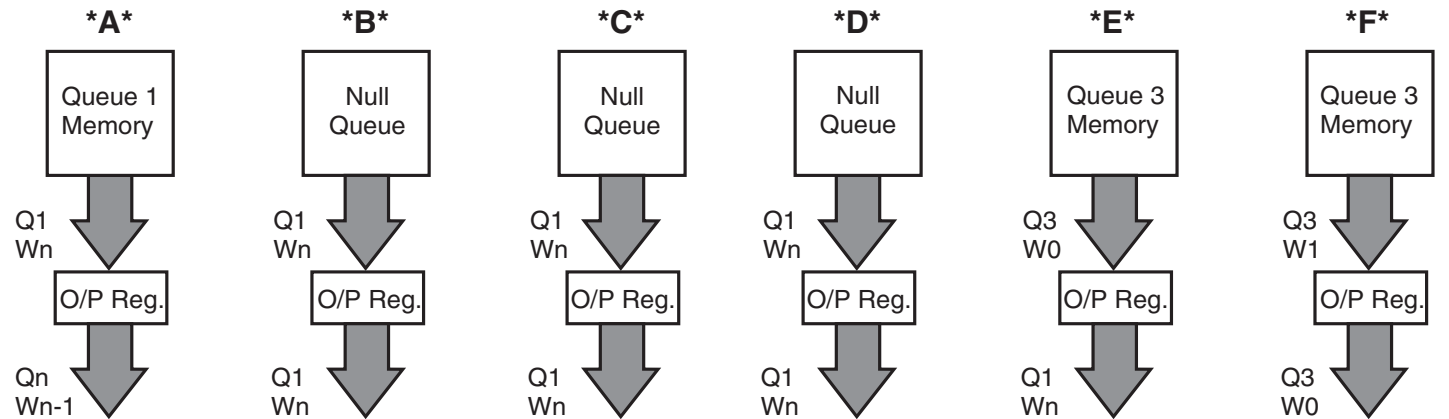 *A*
Queue 1
Memory
Q1
Wn
O/P Reg.
Qn
Wn-1
*B*
Null
Queue
Q1
Wn
O/P Reg.
Q1
Wn
*C*
Null
Queue
Q1
Wn
O/P Reg.
Q1
Wn
*D*
Null
Queue
Q1
Wn
O/P Reg.
Q1
Wn
*E*
Queue 3
Memory
Q3
W0
O/P Reg.
Q1
Wn
*F*
Queue 3
Memory
Q3
W1
O/P Reg.
Q3
W0